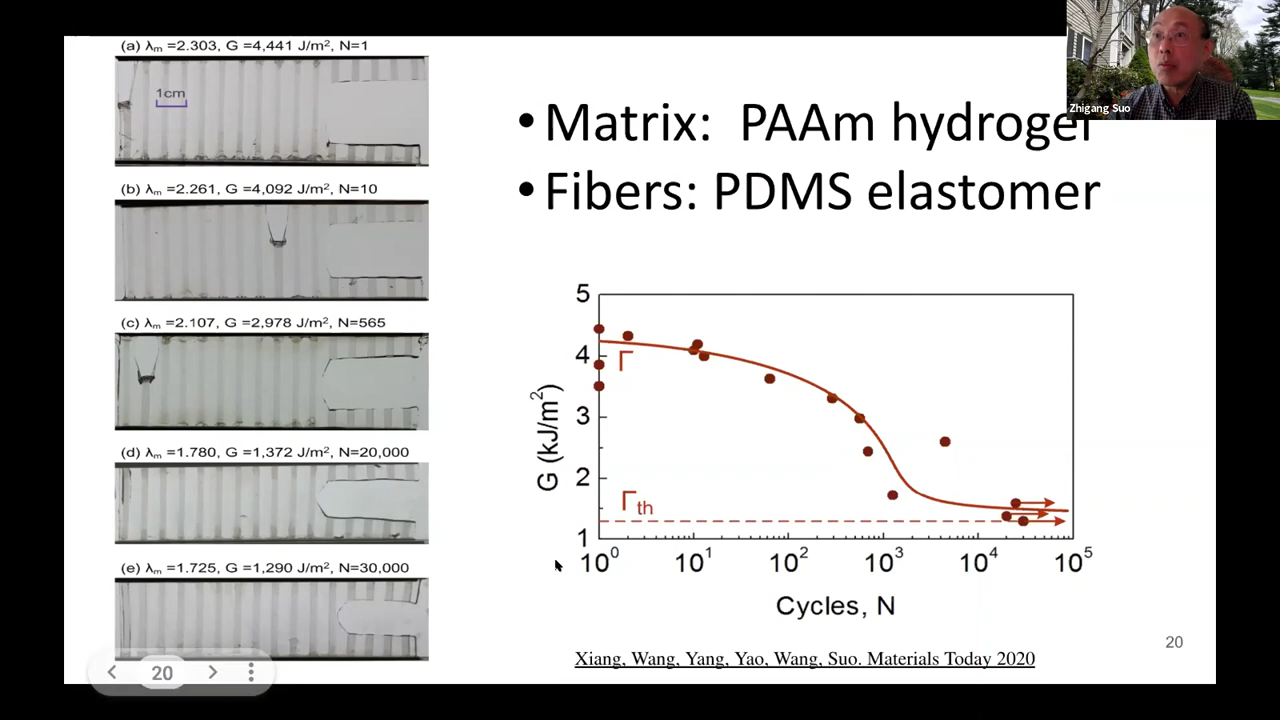 (a) λm =2.303, G =4,441 J/m², N=1
1cm
(b) λm =2.261, G =4,092 J/m², N=10
(c) λm =2.107, G =2,978 J/m², N=565
(d) λm =1.780, G =1,372 J/m², N=20,000
(e) λm =1.725, G =1,290 J/m², N=30,000
20
•Matrix: PAAm hydrogel
•Fibers: PDMS elastomer
Zhigang Suo
G (kJ/m²)
5
4
3
2
1
Γ
Γth
10⁰ 10¹ 10² 10³ 10⁴ 10⁵
Cycles, N
20
Xiang, Wang, Yang, Yao, Wang, Suo. Materials Today 2020